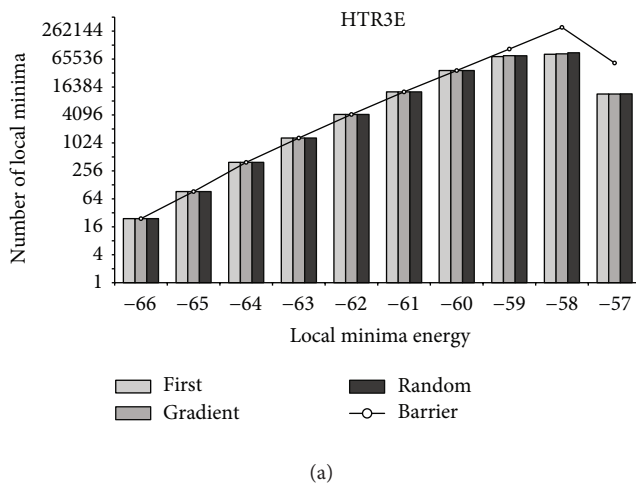 HTR3E
Number of local minima
262144
65536
16384
4096
1024
256
64
16
4
1
−66 −65 −64 −63 −62 −61 −60 −59 −58 −57
Local minima energy
First Random
Gradient Barrier
(a)